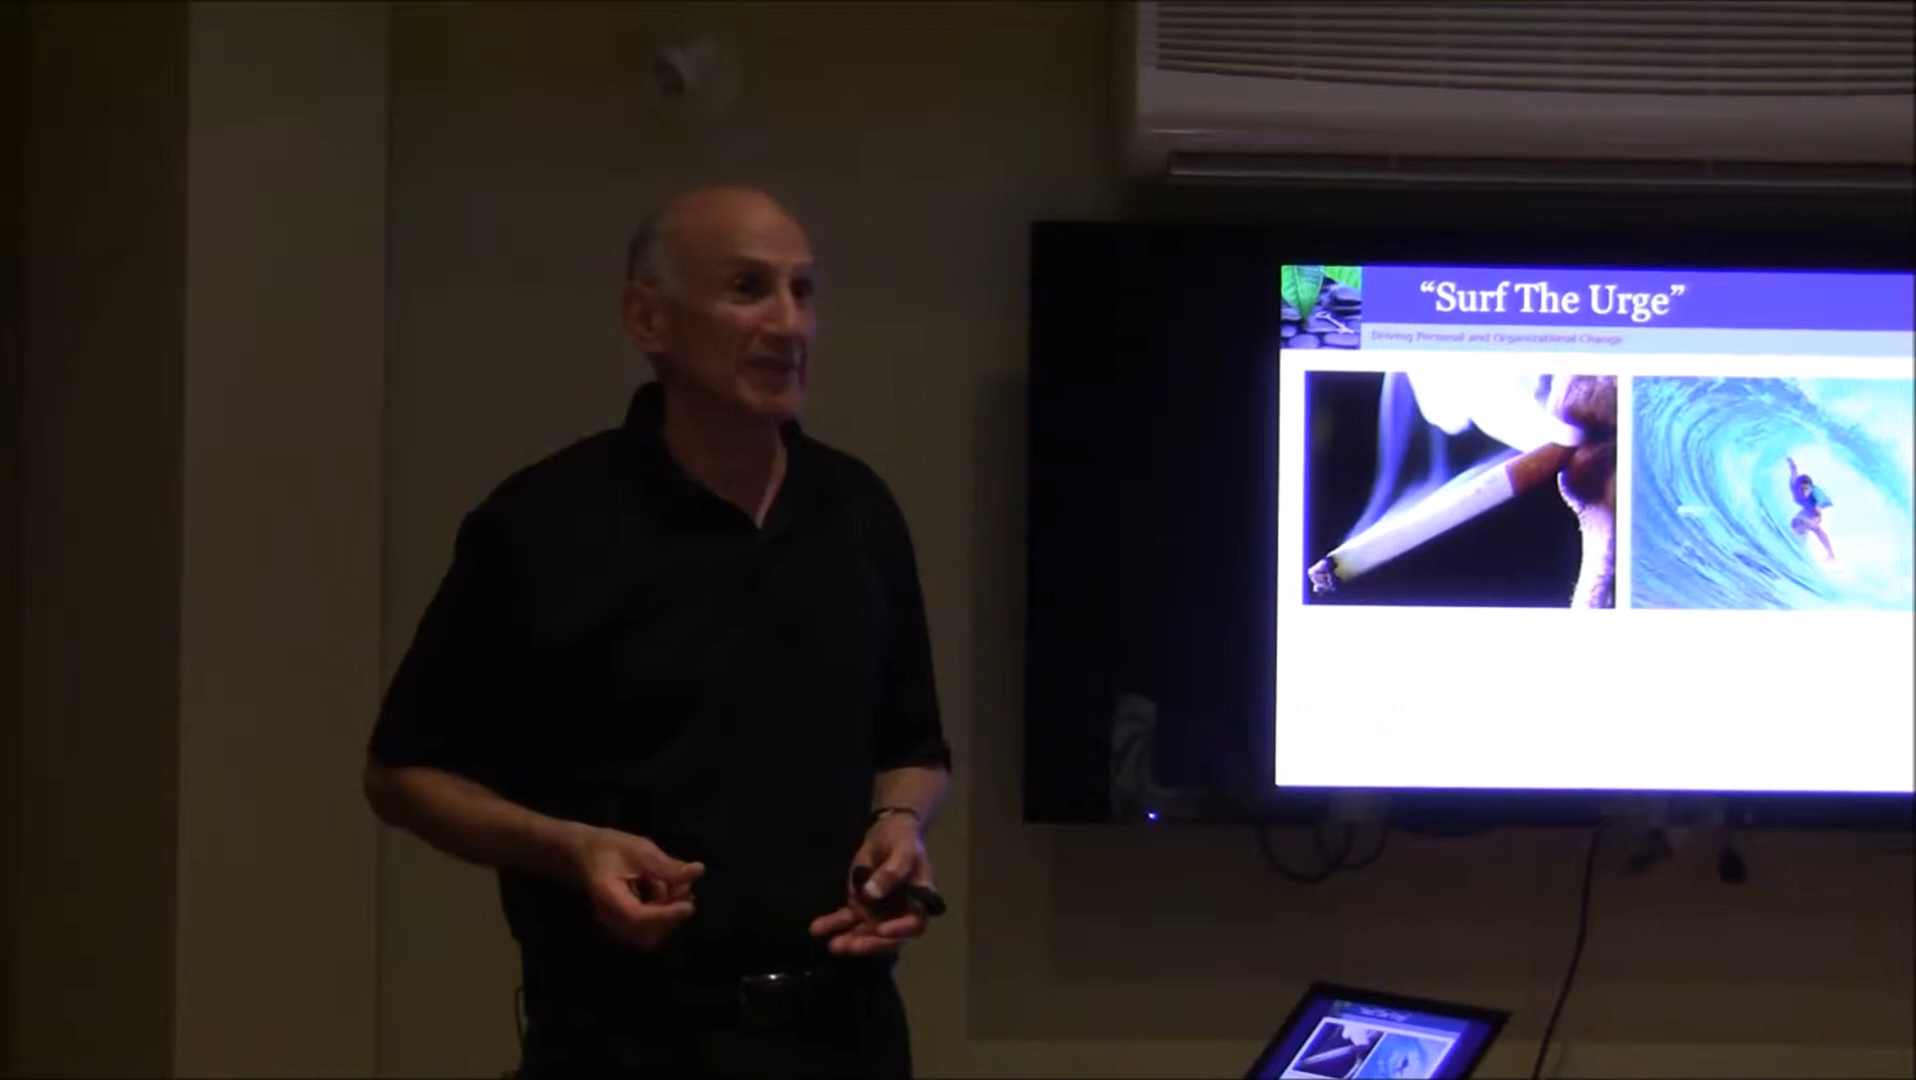 “Surf The Urge”
Driving Personal and Organizational Change